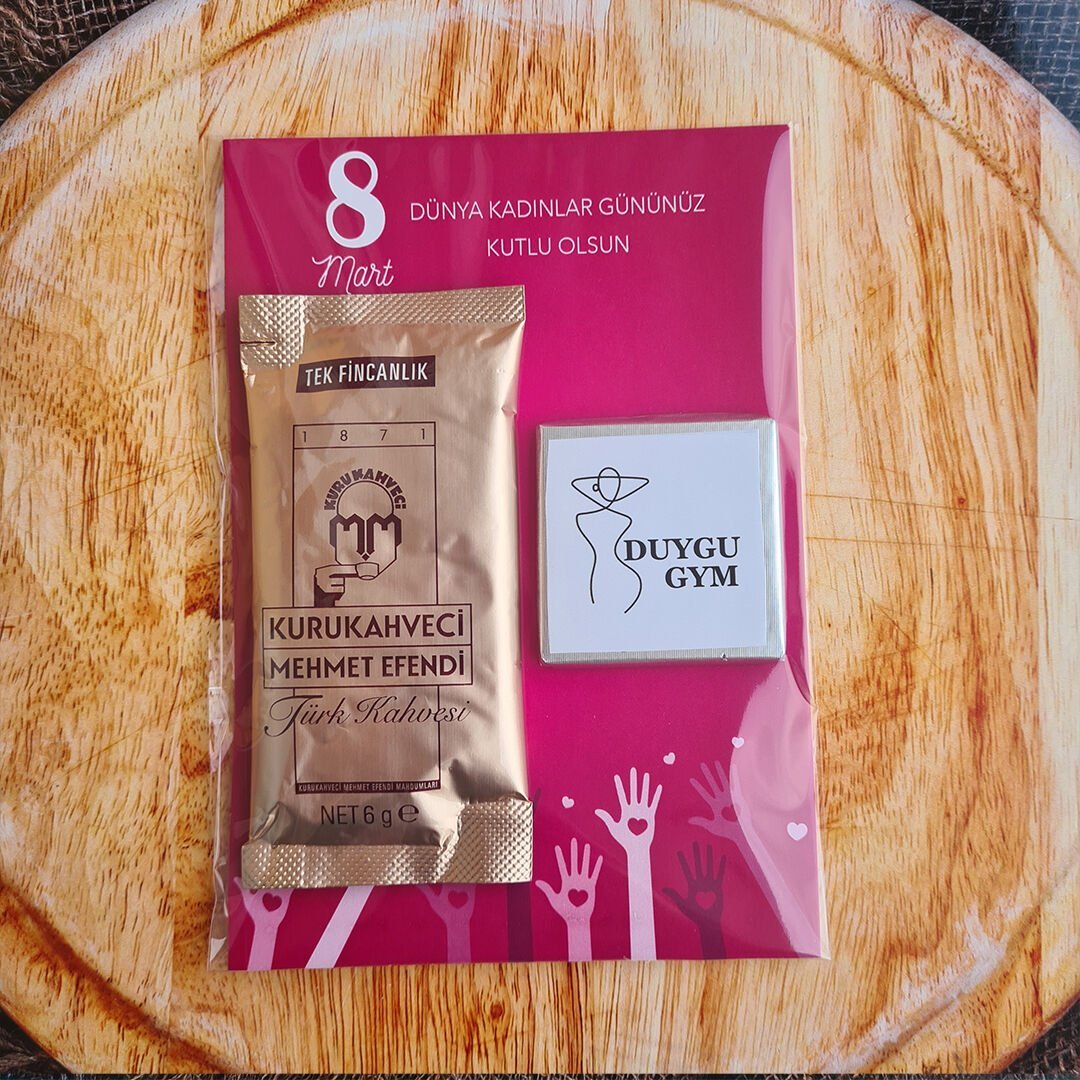 8
Mart
DÜNYA KADINLAR GÜNÜNÜZ
KUTLU OLSUN
TEK FİNCANLIK
1871
KURUKAHVECİ
MM
KURUKAHVECİ
MEHMET EFENDİ
Türk Kahvesi
KURUKAHVECİ MEHMET EFENDİ MAHDUMLARI
NET 6 g e
DUYGU
GYM